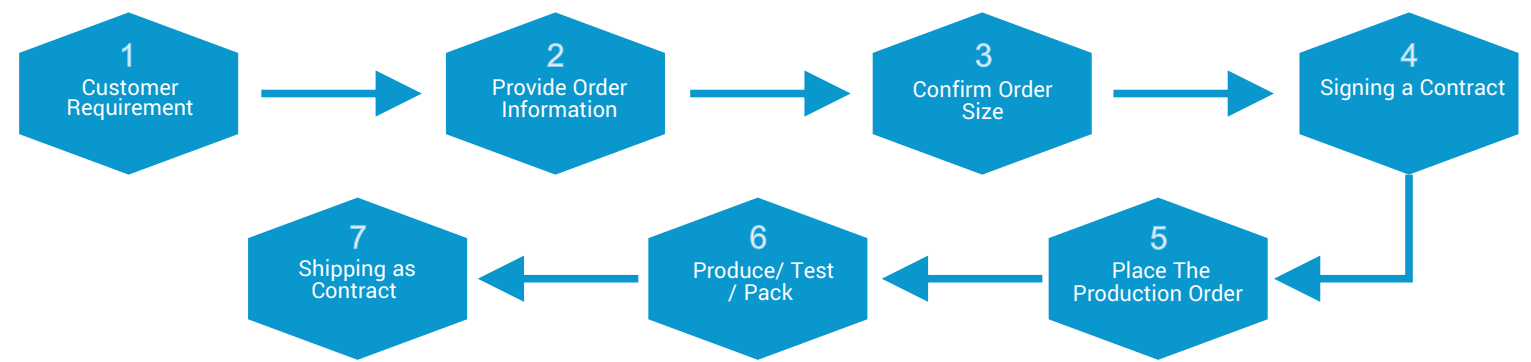 1
Customer
Requirement
2
Provide Order
Information
3
Confirm Order
Size
4
Signing a Contract
5
Place The
Production Order
6
Produce/ Test
/ Pack
7
Shipping as
Contract